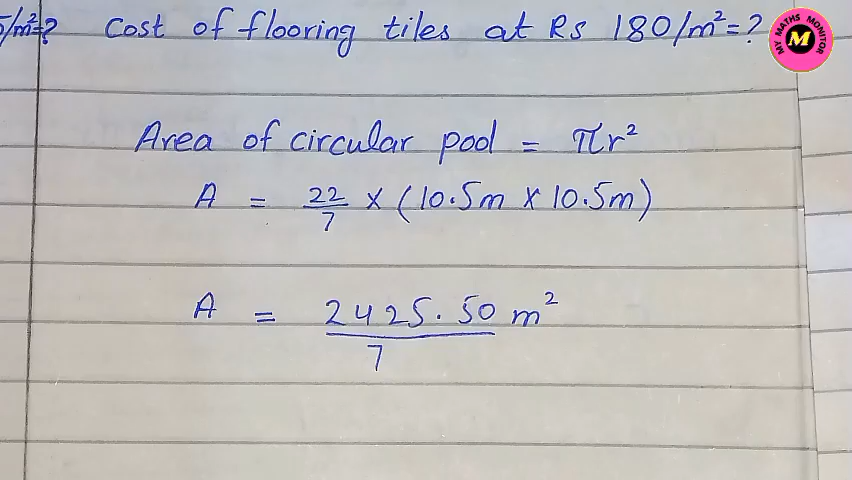 /m²=? Cost of flooring tiles at Rs 180/m²=?
MY MATHS MONITOR
M
Area of circular pool = πr²
A = 22/7 × (10.5m × 10.5m)
A = 2425.50/7 m²